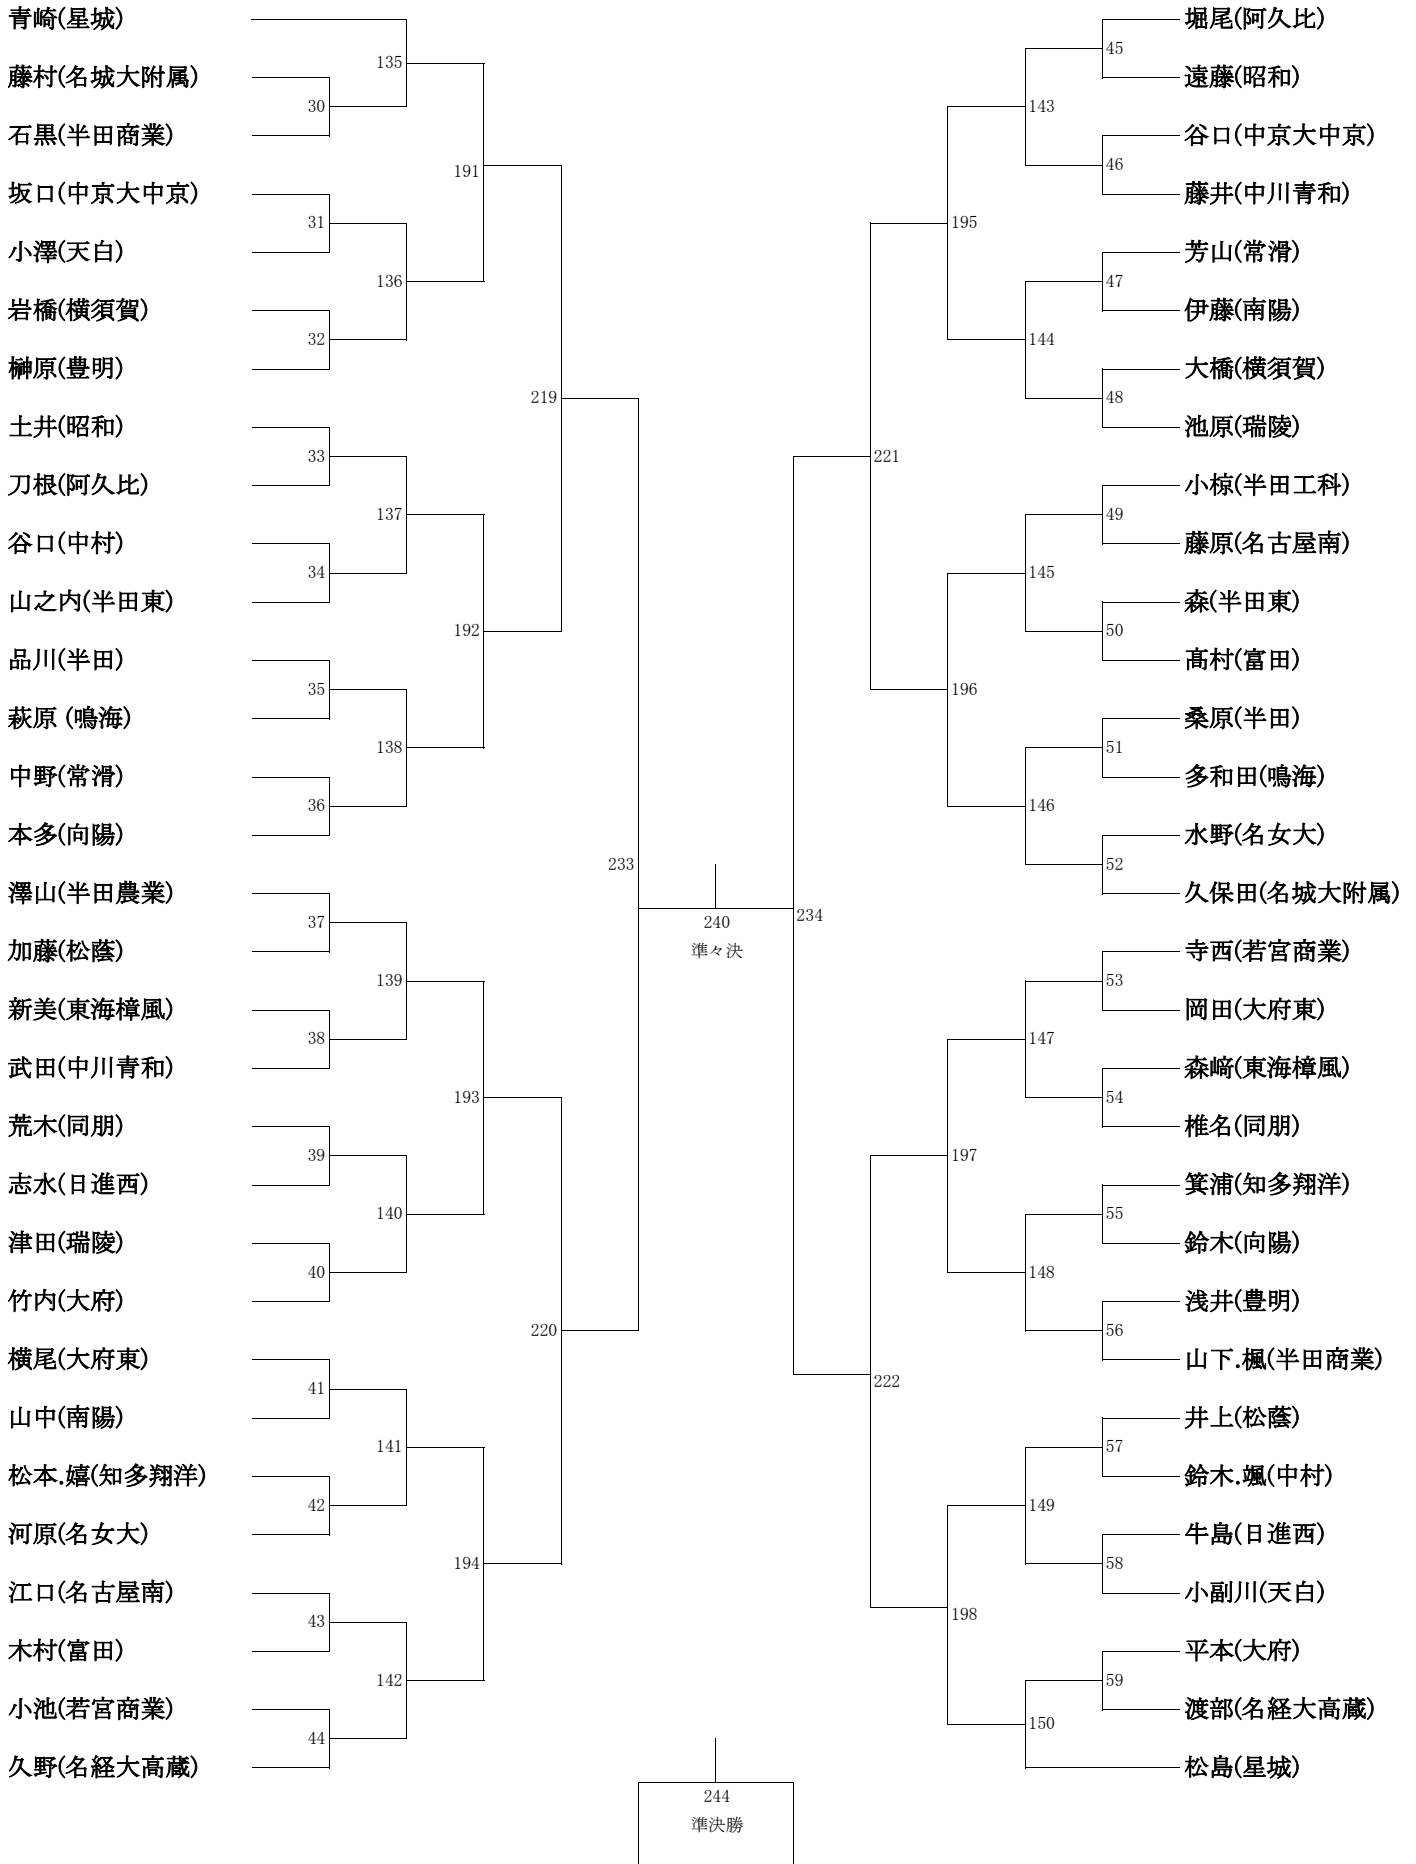 青崎(星城)
藤村(名城大附属)
石黒(半田商業)
坂口(中京大中京)
小澤(天白)
岩橋(横須賀)
榊原(豊明)
土井(昭和)
刀根(阿久比)
谷口(中村)
山之内(半田東)
品川(半田)
萩原 (鳴海)
中野(常滑)
本多(向陽)
澤山(半田農業)
加藤(松蔭)
新美(東海樟風)
武田(中川青和)
荒木(同朋)
志水(日進西)
津田(瑞陵)
竹内(大府)
横尾(大府東)
山中(南陽)
松本.嬉(知多翔洋)
河原(名女大)
江口(名古屋南)
木村(富田)
小池(若宮商業)
久野(名経大高蔵)
30
31
32
33
34
35
36
37
38
39
40
41
42
43
44
135
136
137
138
139
140
141
142
191
192
193
194
219
220
233
240
準々決
244
準決勝
234
221
222
195
196
197
198
143
144
145
146
147
148
149
150
45
46
47
48
49
50
51
52
53
54
55
56
57
58
59
堀尾(阿久比)
遠藤(昭和)
谷口(中京大中京)
藤井(中川青和)
芳山(常滑)
伊藤(南陽)
大橋(横須賀)
池原(瑞陵)
小椋(半田工科)
藤原(名古屋南)
森(半田東)
髙村(富田)
桑原(半田)
多和田(鳴海)
水野(名女大)
久保田(名城大附属)
寺西(若宮商業)
岡田(大府東)
森﨑(東海樟風)
椎名(同朋)
箕浦(知多翔洋)
鈴木(向陽)
浅井(豊明)
山下.楓(半田商業)
井上(松蔭)
鈴木.颯(中村)
牛島(日進西)
小副川(天白)
平本(大府)
渡部(名経大高蔵)
松島(星城)